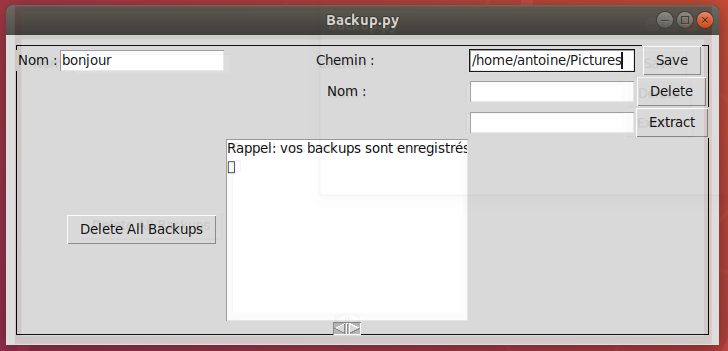 Backup.py
Nom : bonjour Chemin : /home/antoine/Pictures Save
Nom : Delete
Extract
Rappel: vos backups sont enregistrés
Delete All Backups